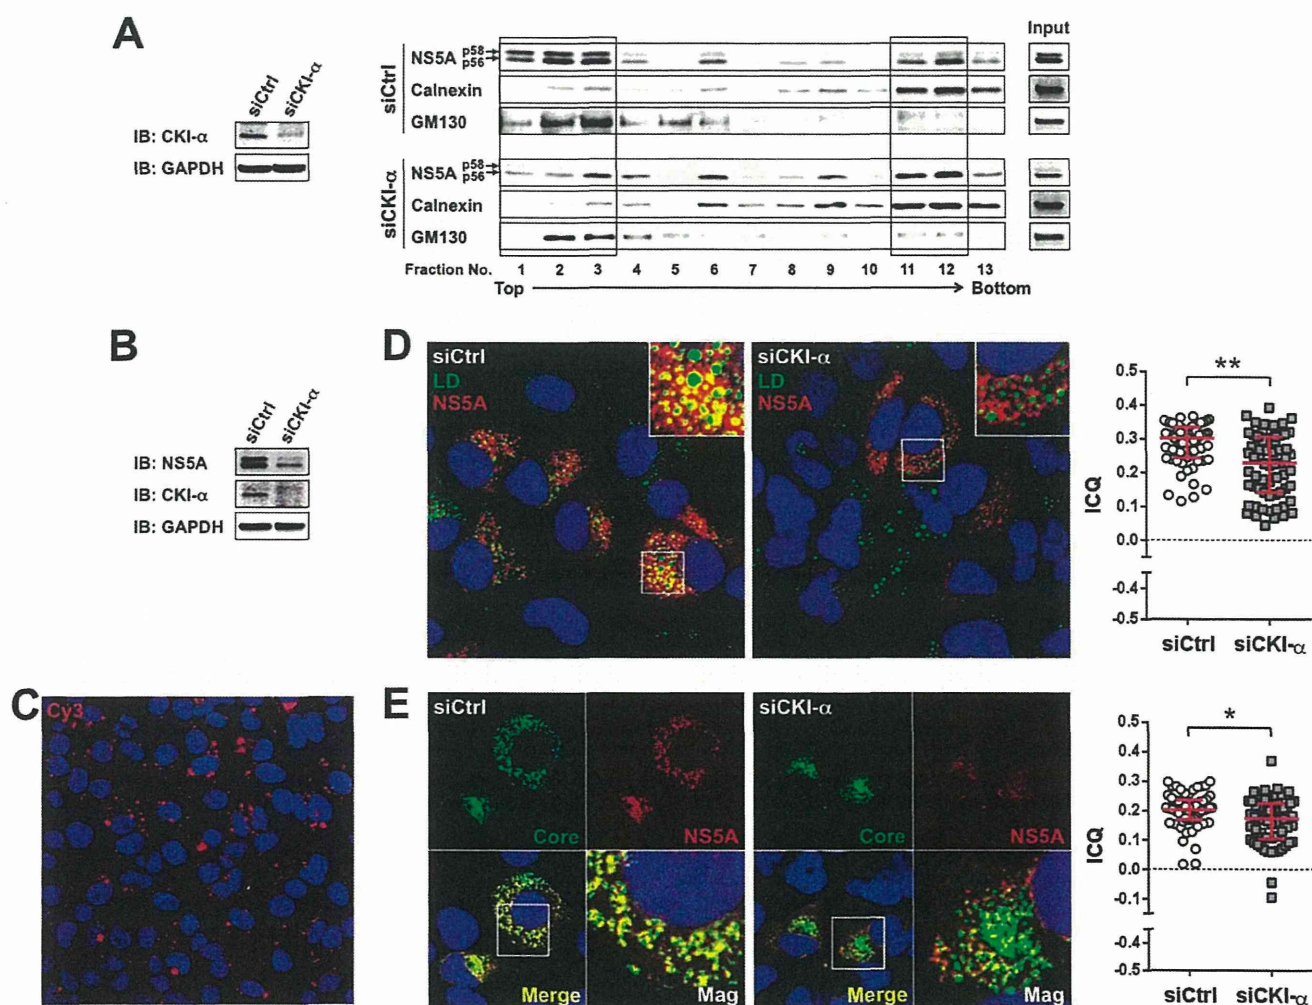 A
siCtrl
siCKI-α
IB: CKI-α
IB: GAPDH
siCtrl
NS5A p58
p56
Calnexin
GM130
siCKI-α
NS5A p58
p56
Calnexin
GM130
Input
Fraction No. 1 2 3 4 5 6 7 8 9 10 11 12 13
Top Bottom
B
siCtrl
siCKI-α
IB: NS5A
IB: CKI-α
IB: GAPDH
C
Cy3
D
siCtrl
LD
NS5A
siCKI-α
LD
NS5A
**
0.5
0.4
0.3
0.2
0.1
0.0
-0.4
-0.5
ICQ
siCtrl siCKI-α
E
siCtrl
Core
NS5A
Merge
Mag
siCKI-α
Core
NS5A
Merge
Mag
*
0.5
0.4
0.3
0.2
0.1
0.0
-0.1
-0.4
-0.5
ICQ
siCtrl siCKI-α